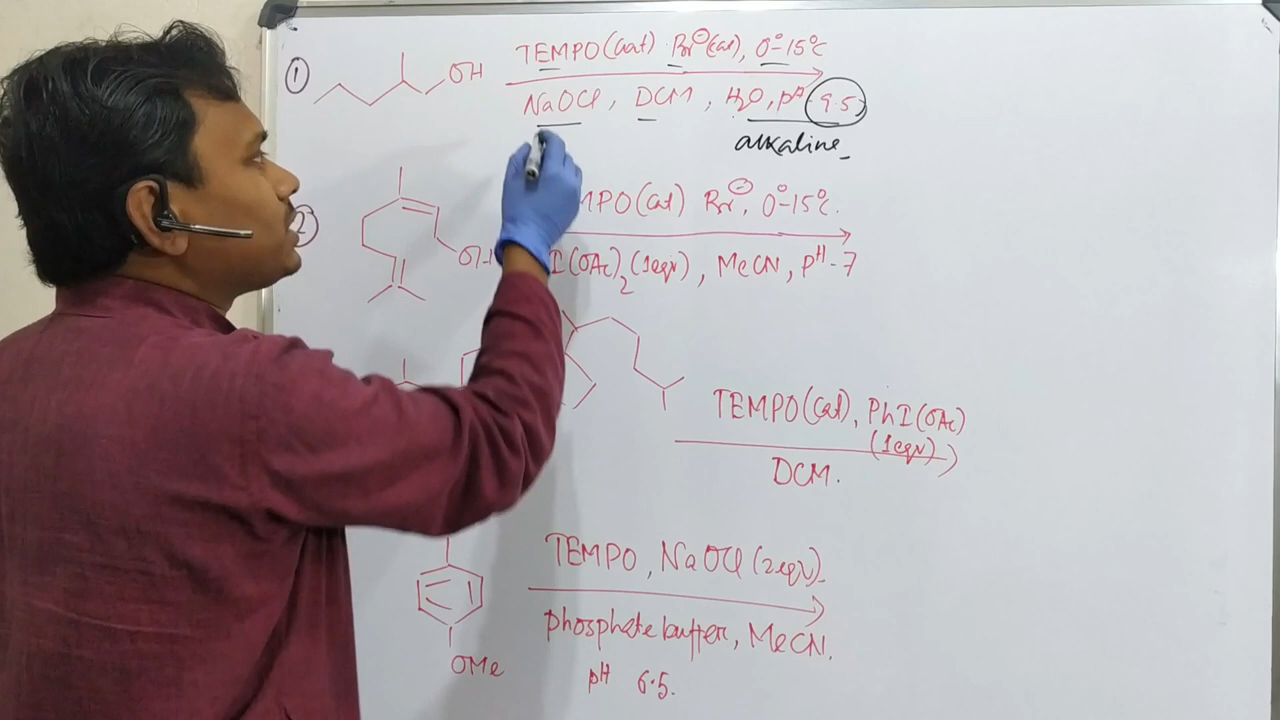 ① OH TEMPO(cat) Br⊖(cat), 0°-15°C
NaOCl, DCM, H₂O, pH 9.5
alkaline
② OH MPO(cat) Br⊖, 0°-15°C.
I(OAc)₂ (1eqv), MeCN, pH-7
TEMPO(cat), PhI(OAc)
(1eqv)
DCM.
TEMPO, NaOCl (2eqv).
phosphate buffer, MeCN.
OMe pH 6.5.